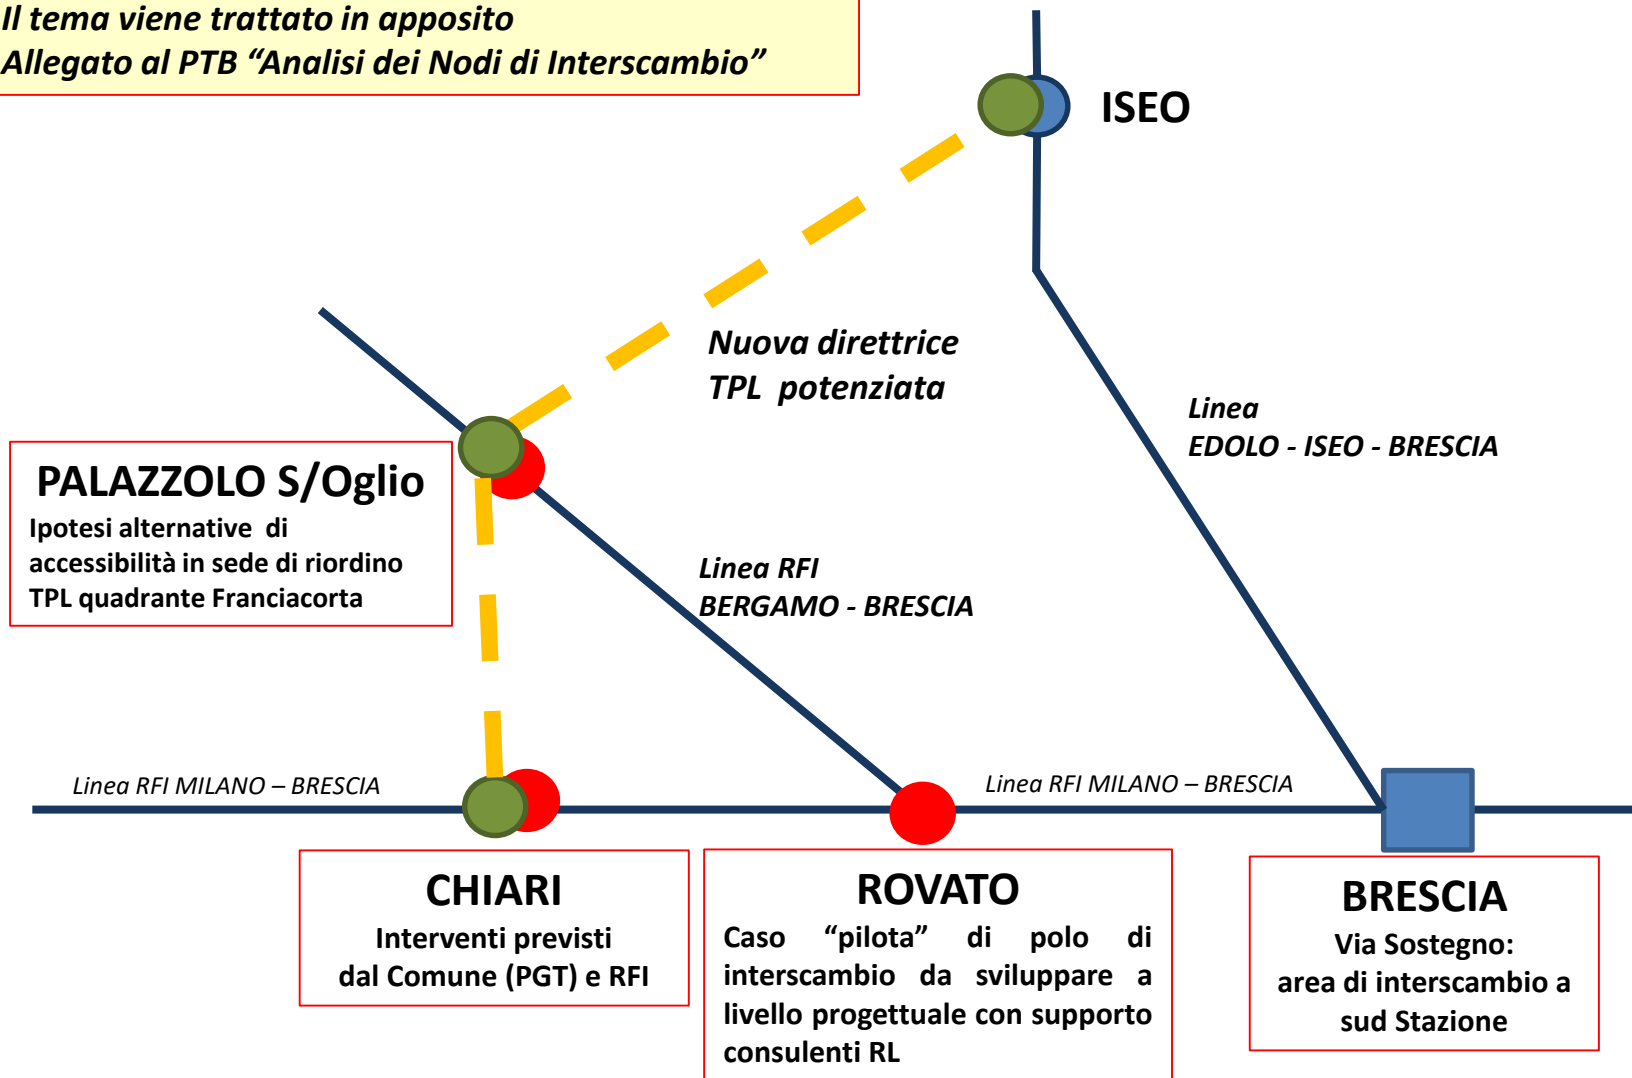 Il tema viene trattato in apposito
Allegato al PTB “Analisi dei Nodi di Interscambio”
ISEO
Nuova direttrice
TPL potenziata
Linea
EDOLO - ISEO - BRESCIA
PALAZZOLO S/Oglio
Ipotesi alternative di
accessibilità in sede di riordino
TPL quadrante Franciacorta
Linea RFI
BERGAMO - BRESCIA
Linea RFI MILANO – BRESCIA
Linea RFI MILANO – BRESCIA
CHIARI
Interventi previsti
dal Comune (PGT) e RFI
ROVATO
Caso “pilota” di polo di
interscambio da sviluppare a
livello progettuale con supporto
consulenti RL
BRESCIA
Via Sostegno:
area di interscambio a
sud Stazione